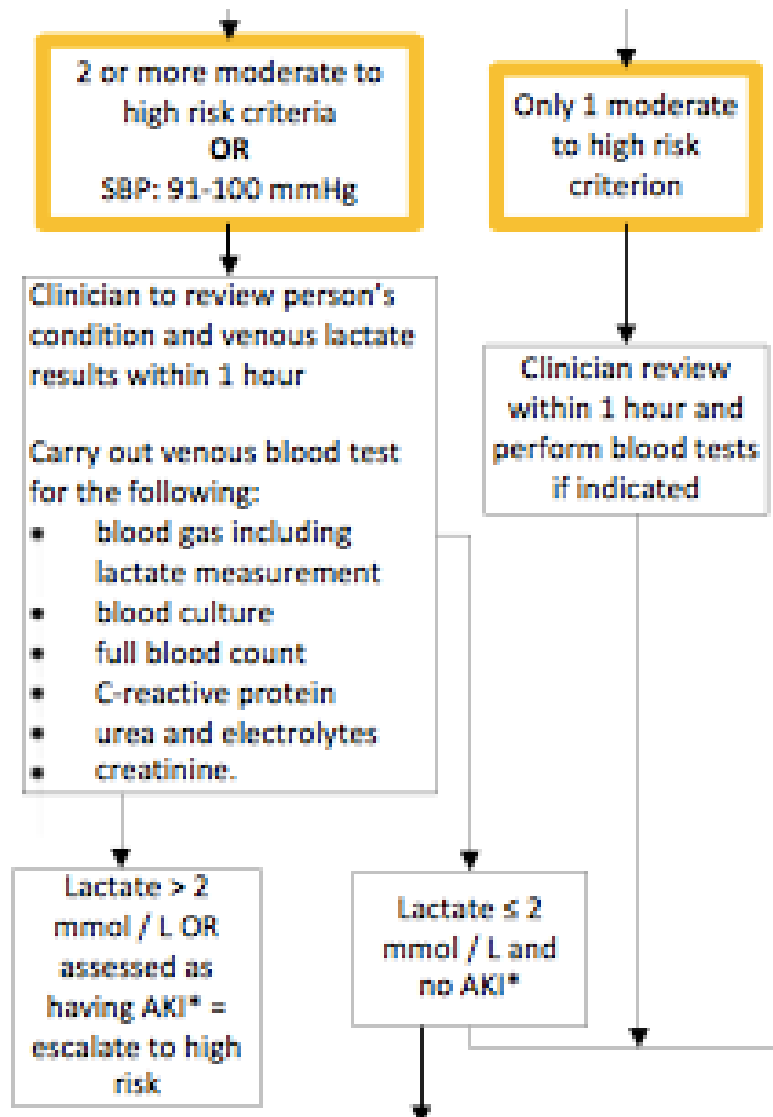 2 or more moderate to
high risk criteria
OR
SBP: 91-100 mmHg
Only 1 moderate
to high risk
criterion
Clinician to review person's
condition and venous lactate
results within 1 hour
Carry out venous blood test
for the following:
• blood gas including
lactate measurement
• blood culture
• full blood count
• C-reactive protein
• urea and electrolytes
• creatinine.
Clinician review
within 1 hour and
perform blood tests
if indicated
Lactate > 2
mmol / L OR
assessed as
having AKI* =
escalate to high
risk
Lactate ≤ 2
mmol / L and
no AKI*